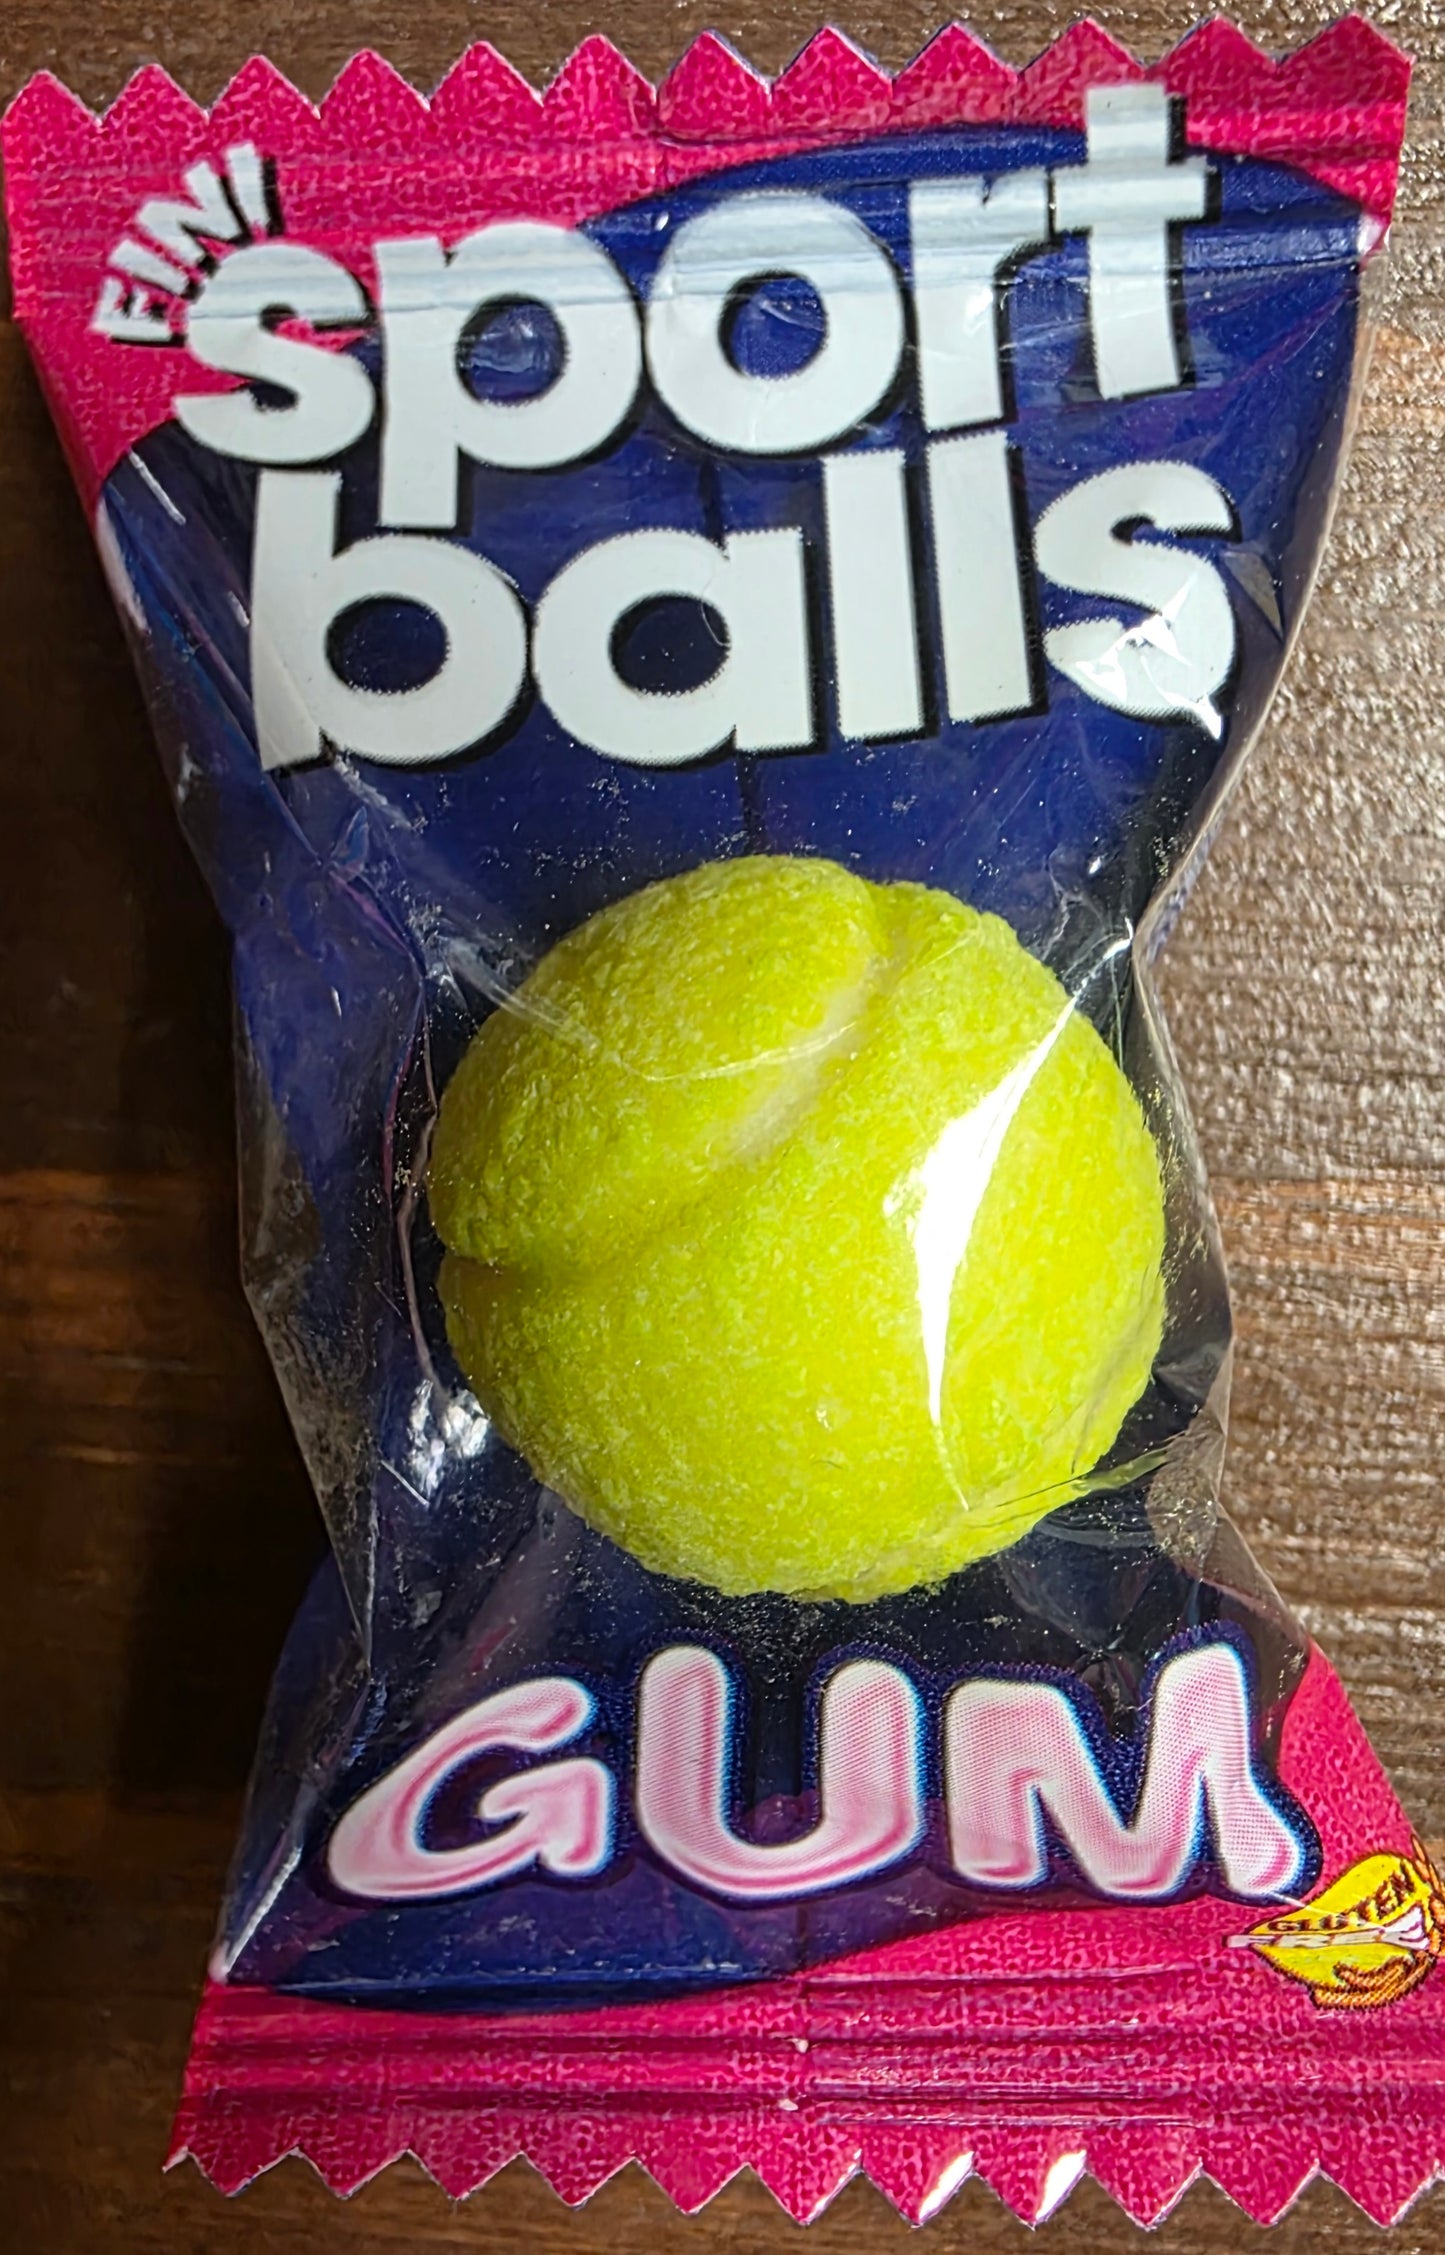 FINI
sport
balls
GUM
GLUTEN
FREE